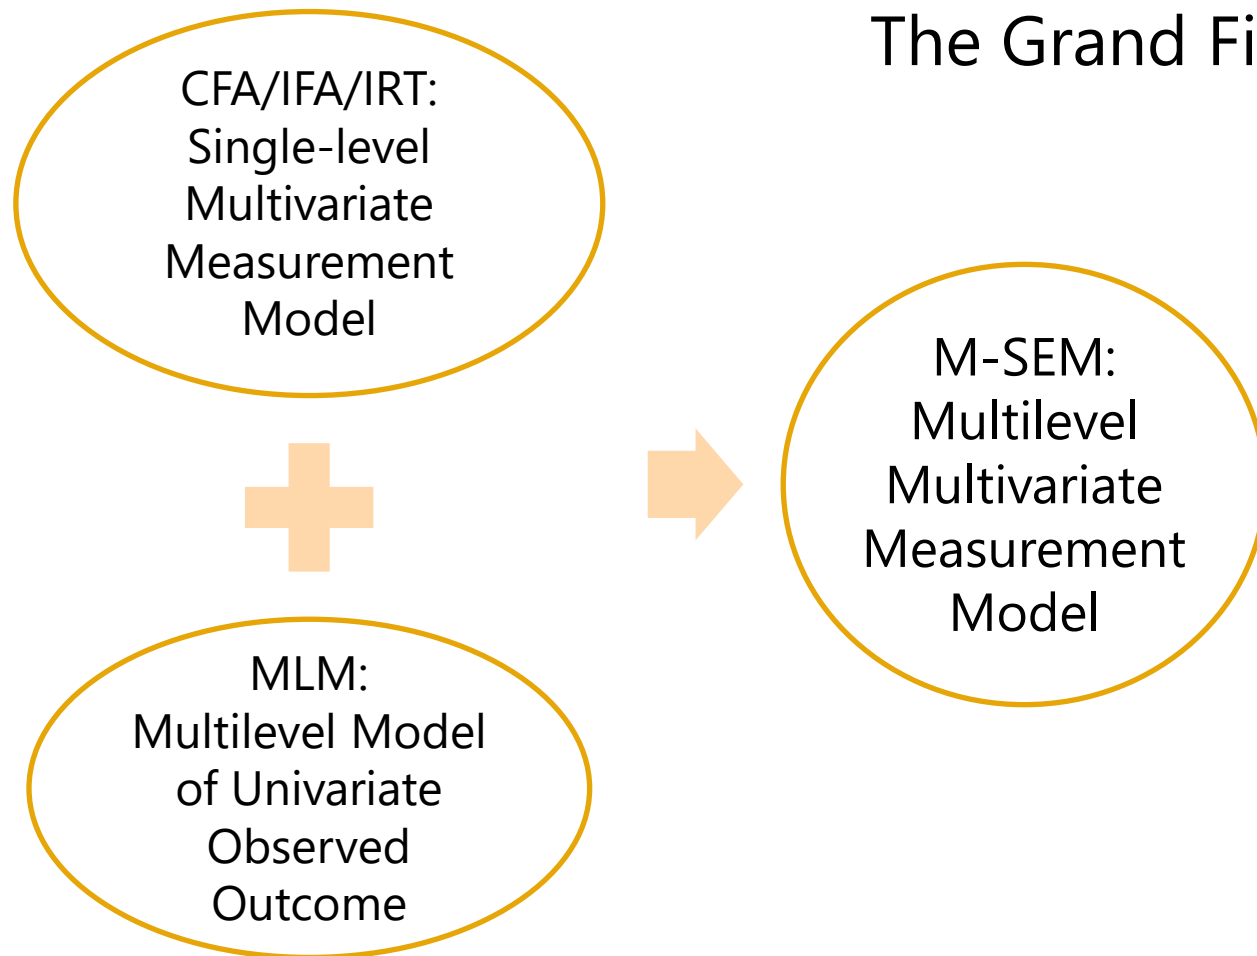 The Grand Fi
CFA/IFA/IRT:
Single-level
Multivariate
Measurement
Model
M-SEM:
Multilevel
Multivariate
Measurement
Model
MLM:
Multilevel Model
of Univariate
Observed
Outcome